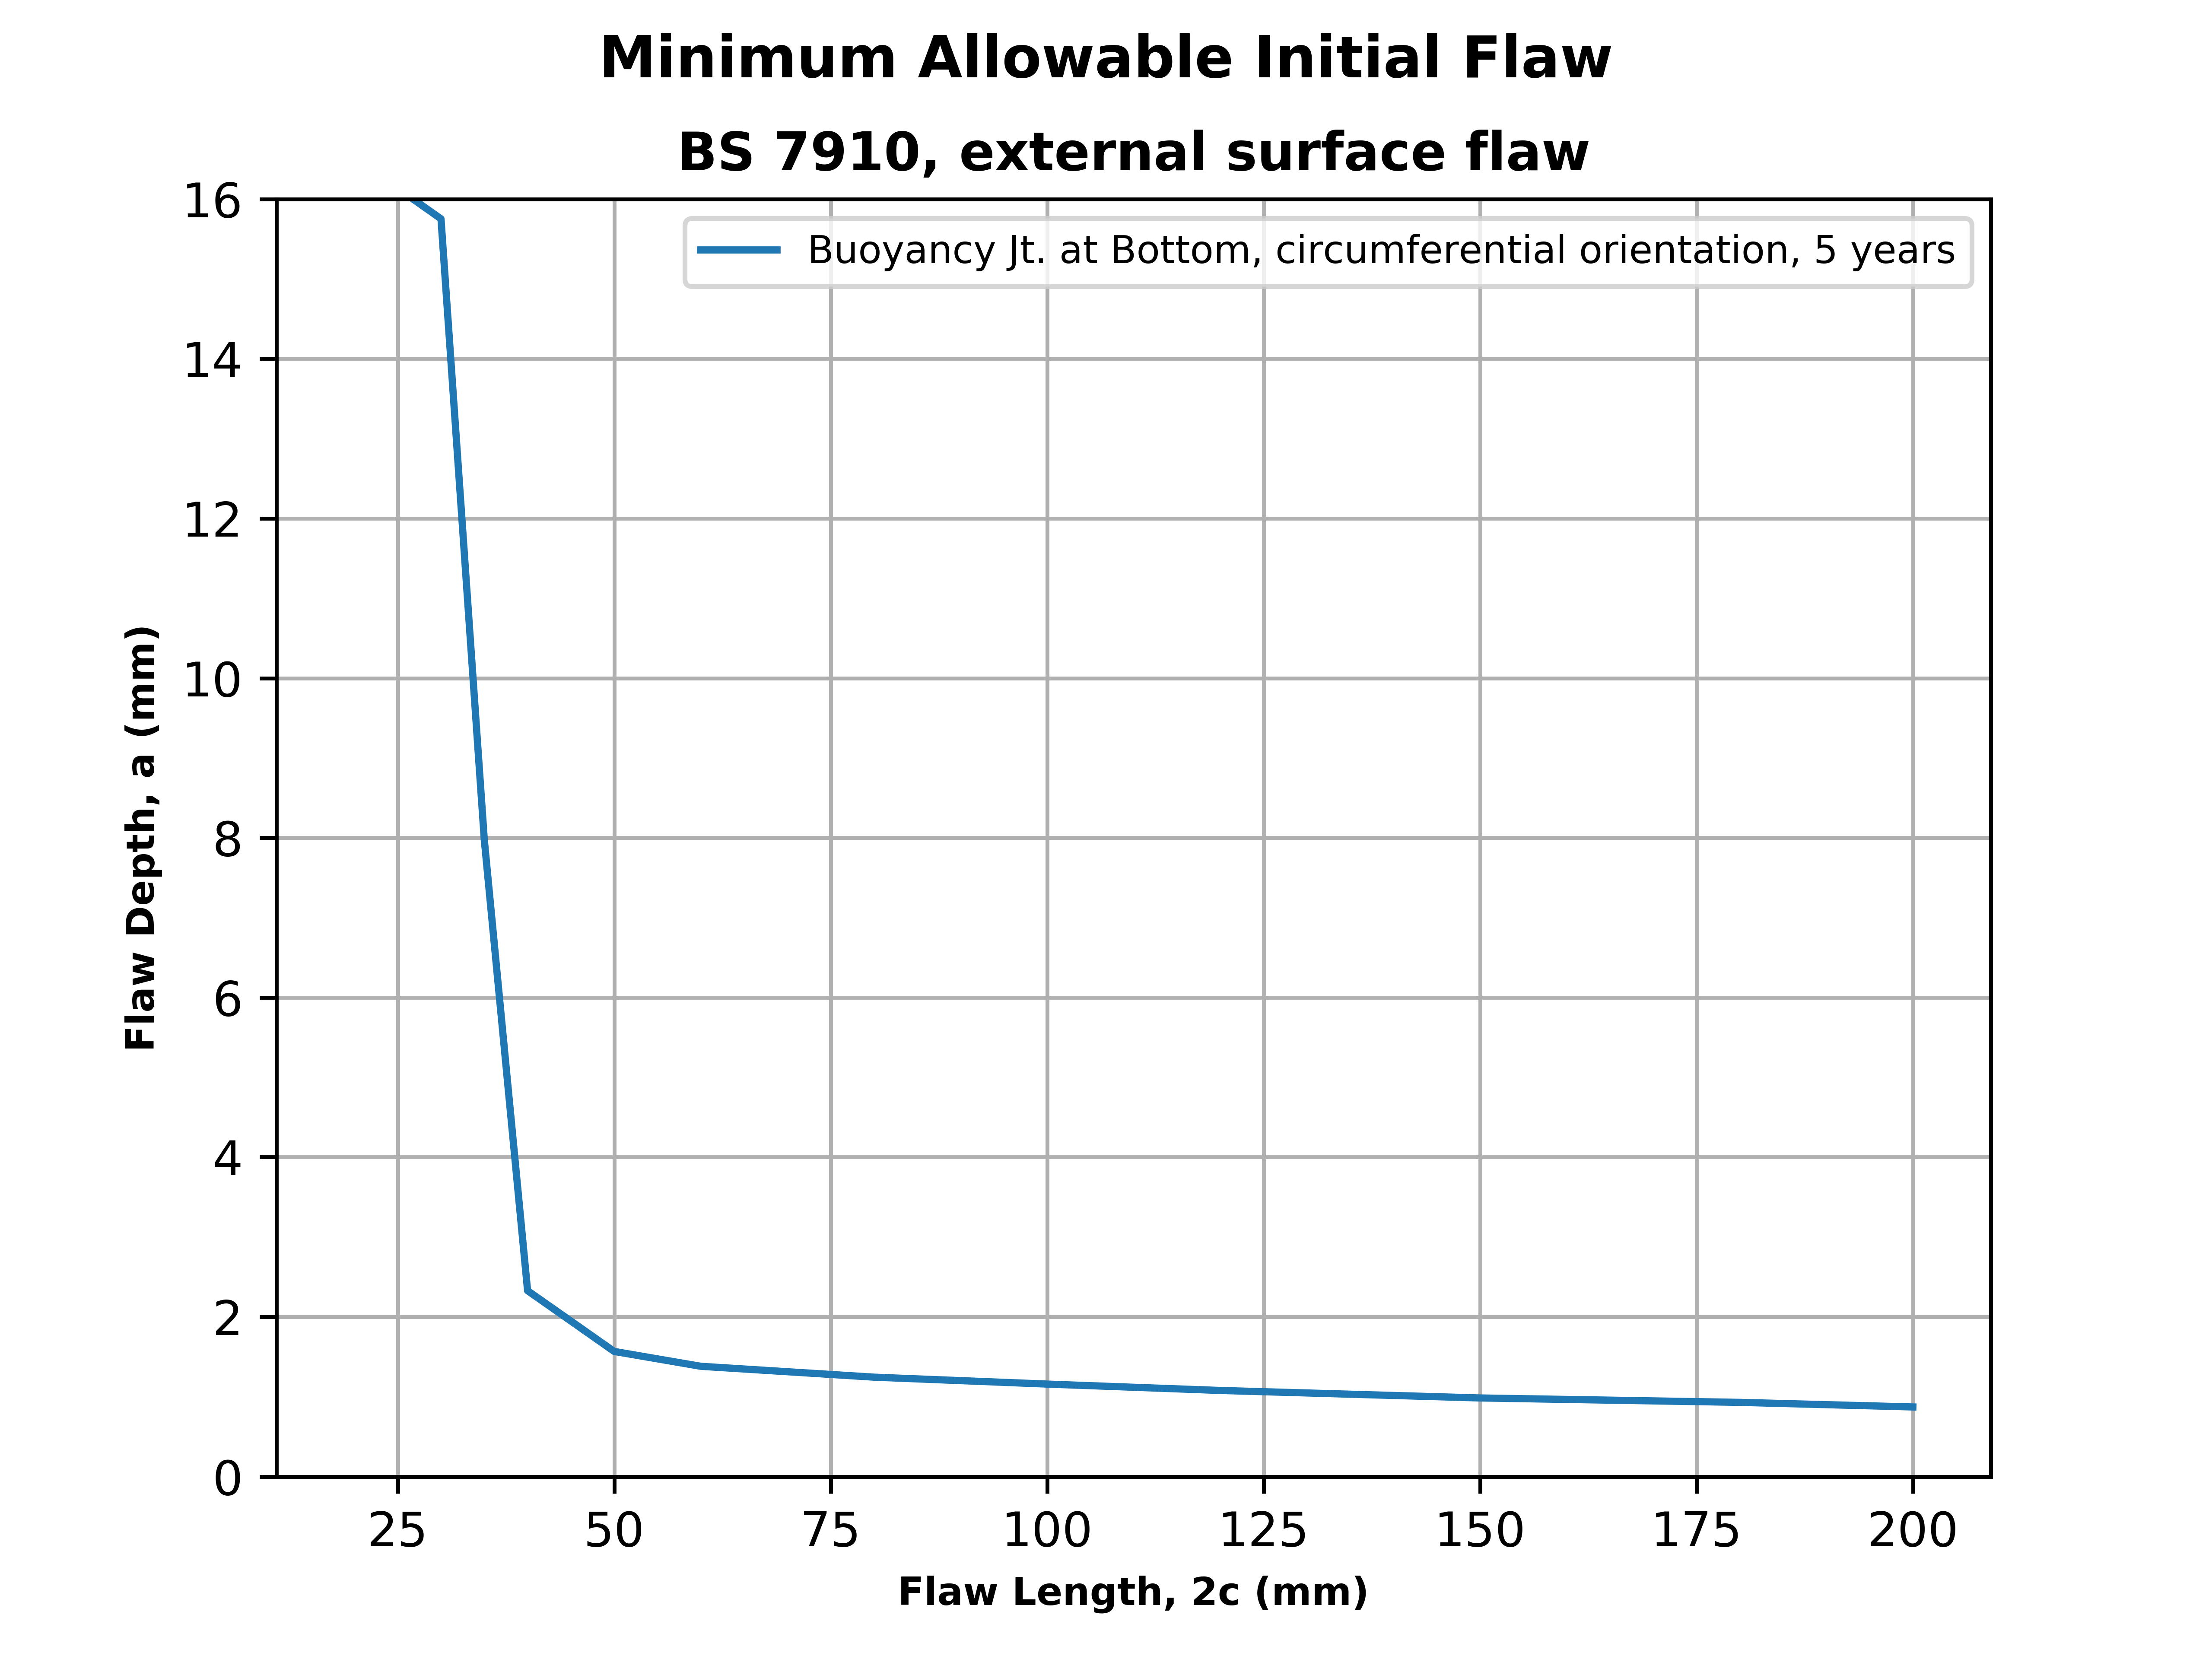 Minimum Allowable Initial Flaw
BS 7910, external surface flaw
Buoyancy Jt. at Bottom, circumferential orientation, 5 years
16
14
12
10
8
6
4
2
0
Flaw Depth, a (mm)
25 50 75 100 125 150 175 200
Flaw Length, 2c (mm)